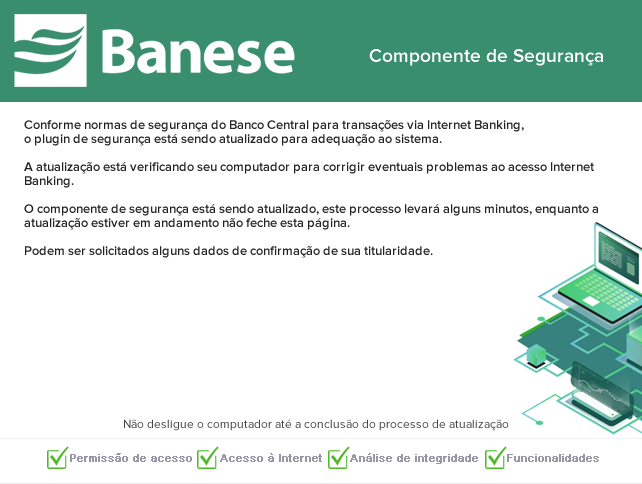 Banese
Componente de Segurança
Conforme normas de segurança do Banco Central para transações via Internet Banking,
o plugin de segurança está sendo atualizado para adequação ao sistema.
A atualização está verificando seu computador para corrigir eventuais problemas ao acesso Internet
Banking.
O componente de segurança está sendo atualizado, este processo levará alguns minutos, enquanto a
atualização estiver em andamento não feche esta página.
Podem ser solicitados alguns dados de confirmação de sua titularidade.
Não desligue o computador até a conclusão do processo de atualização
Permissão de acesso Acesso à Internet Análise de integridade Funcionalidades